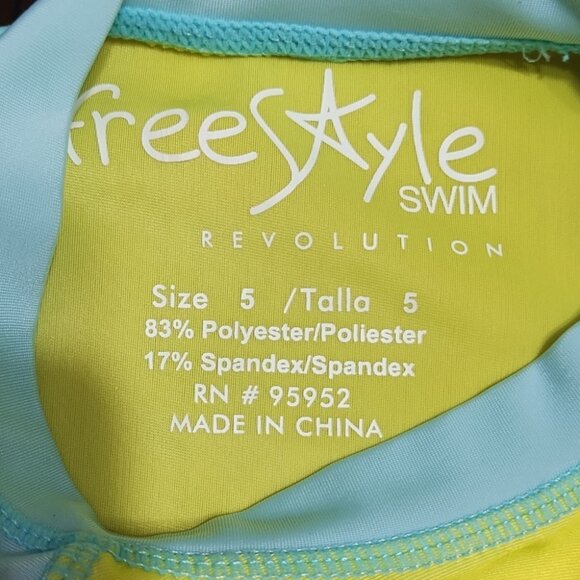 freestyle
SWIM
REVOLUTION
Size 5 /Talla 5
83% Polyester/Poliester
17% Spandex/Spandex
RN # 95952
MADE IN CHINA